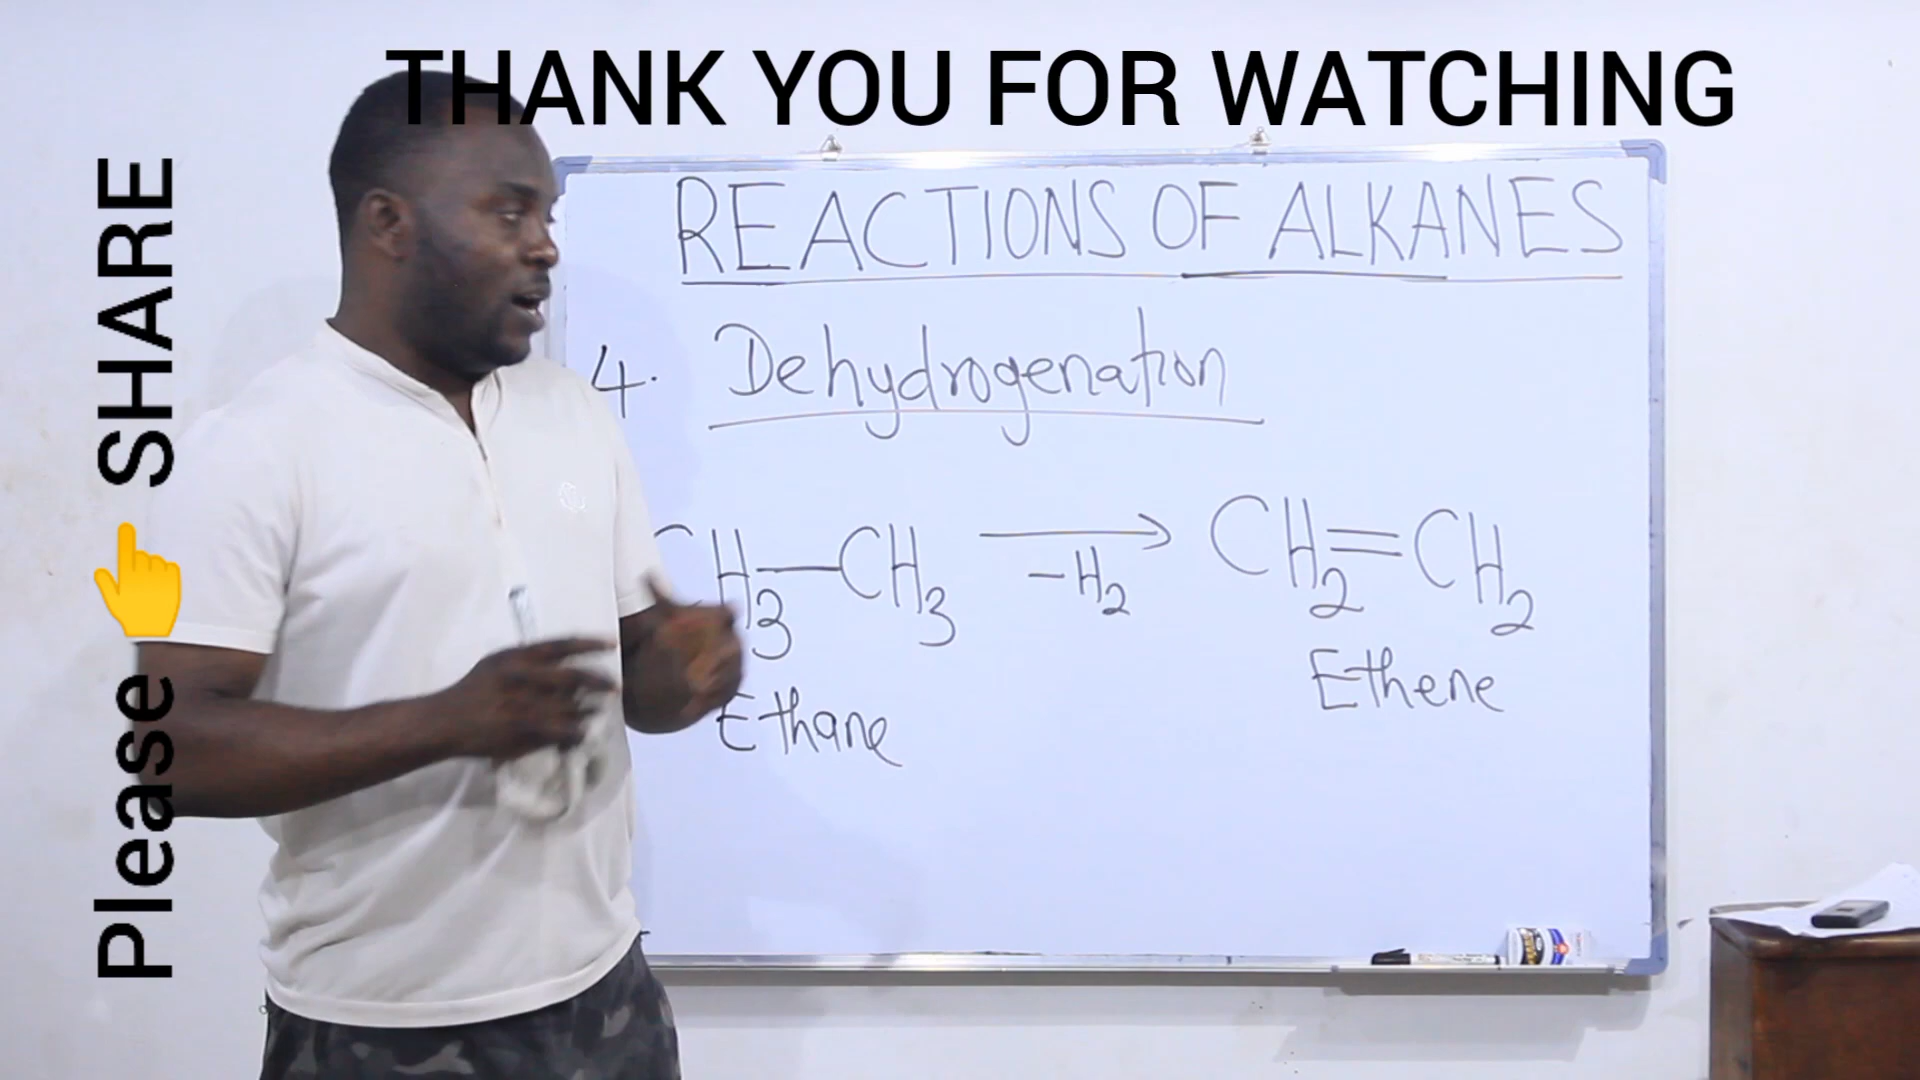 THANK YOU FOR WATCHING
Please 👆 SHARE
REACTIONS OF ALKANES
4. Dehydrogenation
CH₃—CH₃ → CH₂=CH₂
−H₂
Ethane Ethene